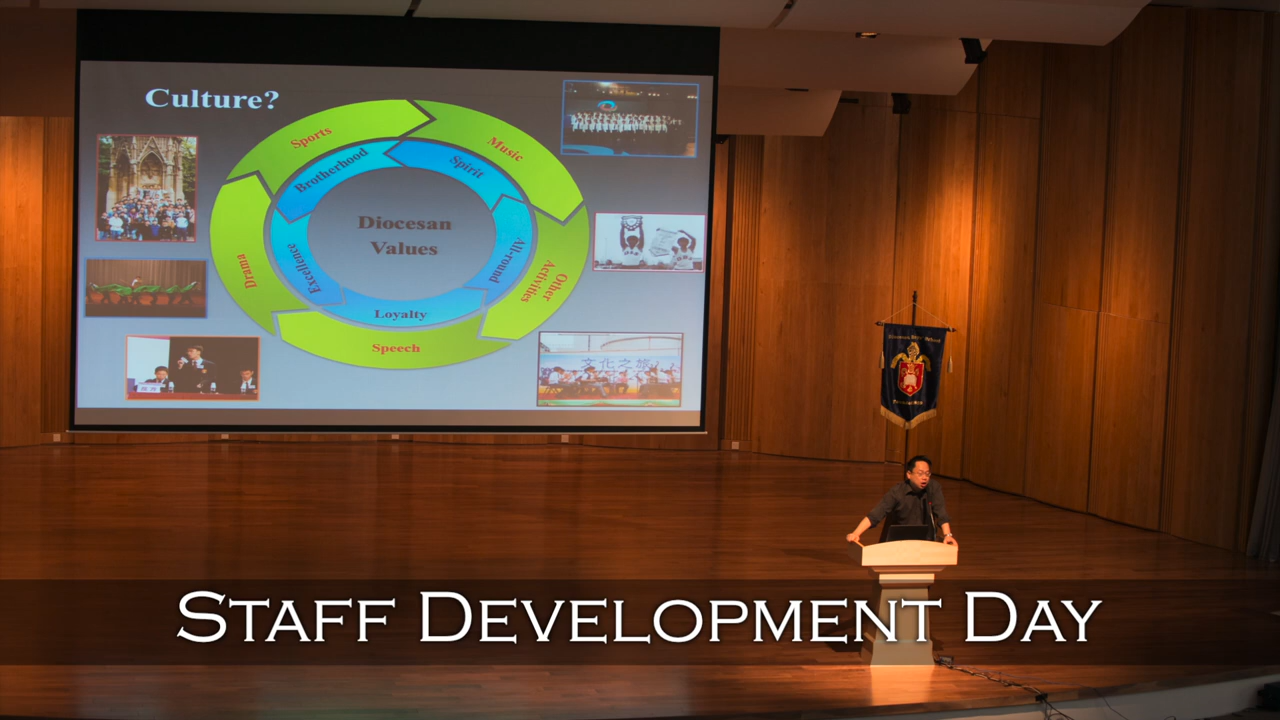 Culture?
Sports
Music
Brotherhood
Spirit
Diocesan
Values
Drama
Excellence
All-round
Other
Activities
Loyalty
Speech
文化之旅
STAFF DEVELOPMENT DAY